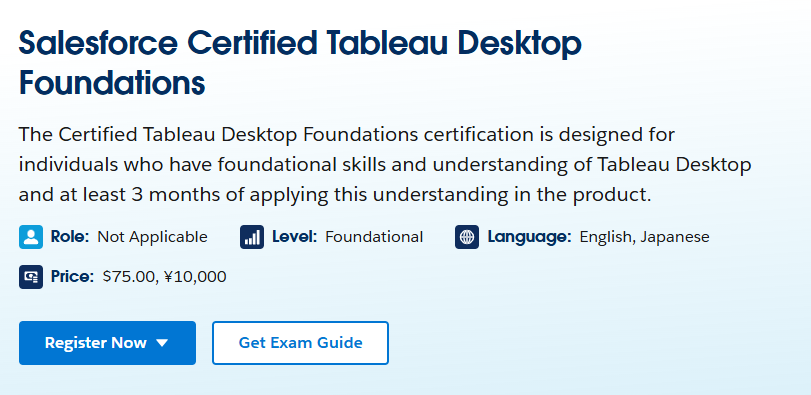 Salesforce Certified Tableau Desktop
Foundations
The Certified Tableau Desktop Foundations certification is designed for
individuals who have foundational skills and understanding of Tableau Desktop
and at least 3 months of applying this understanding in the product.
Role: Not Applicable Level: Foundational Language: English, Japanese
Price: $75.00, ¥10,000
Register Now Get Exam Guide